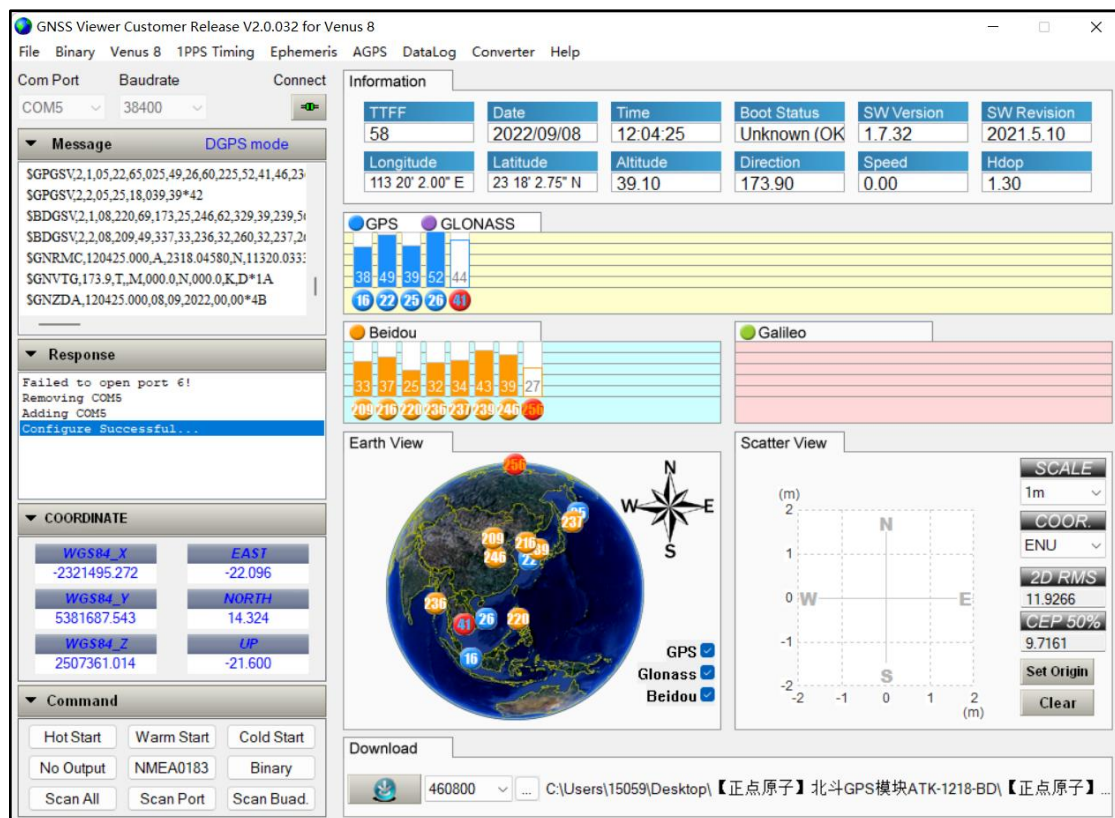 GNSS Viewer Customer Release V2.0.032 for Venus 8
File Binary Venus 8 1PPS Timing Ephemeris AGPS DataLog Converter Help
Com Port Baudrate Connect
COM5 38400
Message DGPS mode
$GPGSV,2,1,05,22,65,025,49,26,60,225,52,41,46,23
$GPGSV,2,2,05,25,18,039,39*42
$BDGSV,2,1,08,220,69,173,25,246,62,329,39,239,5
$BDGSV,2,2,08,209,49,337,33,236,32,260,32,237,2
$GNRMC,120425.000,A,2318.04580,N,11320.033
$GNVTG,173.9,T,,M,000.0,N,000.0,K,D*1A
$GNZDA,120425.000,08,09,2022,00,00*4B
Response
Failed to open port 6!
Removing COM5
Adding COM5
Configure Successful...
COORDINATE
WGS84_X EAST
-2321495.272 -22.096
WGS84_Y NORTH
5381687.543 14.324
WGS84_Z UP
2507361.014 -21.600
Command
Hot Start Warm Start Cold Start
No Output NMEA0183 Binary
Scan All Scan Port Scan Buad.
Information
TTFF Date Time Boot Status SW Version SW Revision
58 2022/09/08 12:04:25 Unknown (OK 1.7.32 2021.5.10
Longitude Latitude Altitude Direction Speed Hdop
113 20' 2.00" E 23 18' 2.75" N 39.10 173.90 0.00 1.30
GPS GLONASS
38 49 39 52 44
16 22 25 26 41
Beidou
33 37 25 32 34 43 39 27
209 216 220 236 237 239 246 256
Galileo
Earth View
256
237
209 216 39
246 22
236
41 26 220
16
N
W E
S
GPS
Glonass
Beidou
Scatter View
(m)
2
1
0
-1
-2
N
W E
S
-2 -1 0 1 2
(m)
SCALE
1m
COOR.
ENU
2D RMS
11.9266
CEP 50%
9.7161
Set Origin
Clear
Download
460800 ... C:\Users\15059\Desktop\【正点原子】北斗GPS模块ATK-1218-BD\【正点原子】...